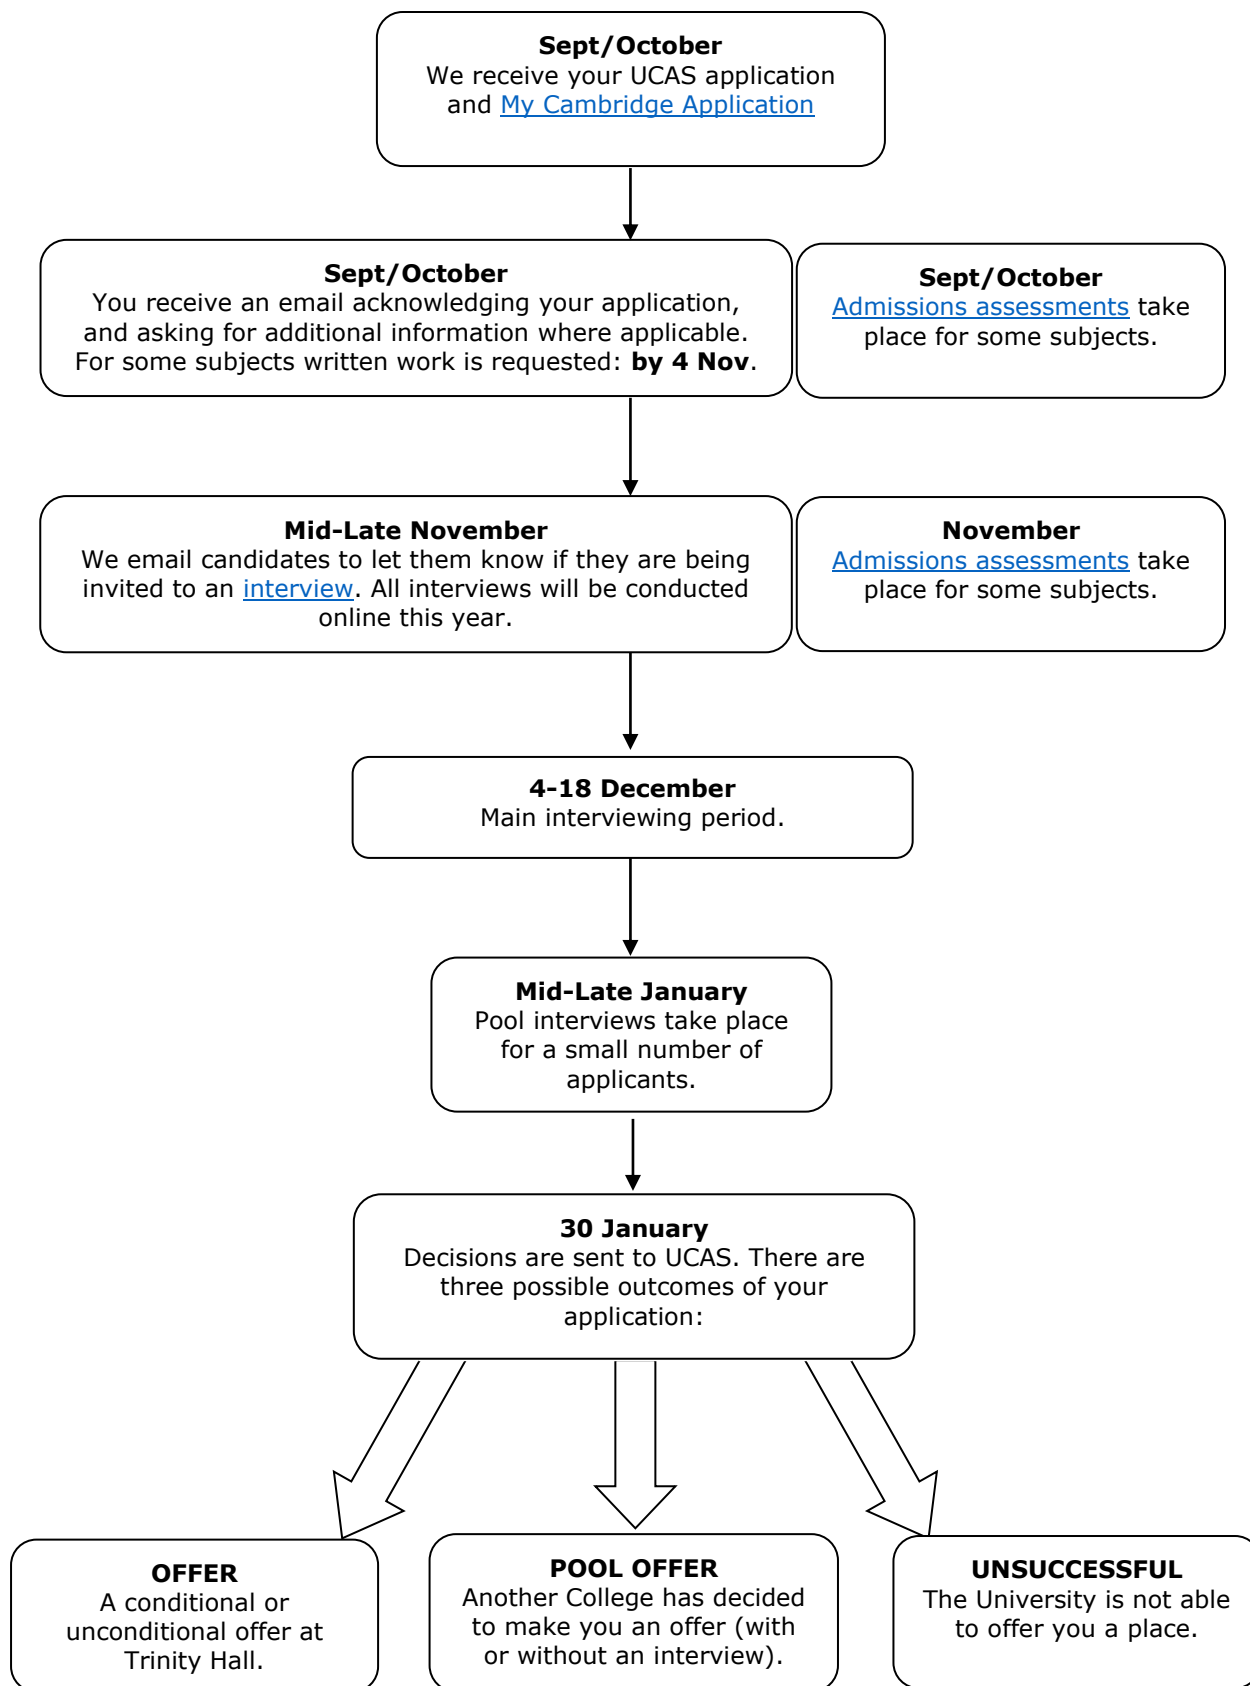 Sept/October
We receive your UCAS application
and My Cambridge Application
Sept/October
You receive an email acknowledging your application,
and asking for additional information where applicable.
For some subjects written work is requested: by 4 Nov.
Sept/October
Admissions assessments take
place for some subjects.
Mid-Late November
We email candidates to let them know if they are being
invited to an interview. All interviews will be conducted
online this year.
November
Admissions assessments take
place for some subjects.
4-18 December
Main interviewing period.
Mid-Late January
Pool interviews take place
for a small number of
applicants.
30 January
Decisions are sent to UCAS. There are
three possible outcomes of your
application:
OFFER
A conditional or
unconditional offer at
Trinity Hall.
POOL OFFER
Another College has decided
to make you an offer (with
or without an interview).
UNSUCCESSFUL
The University is not able
to offer you a place.